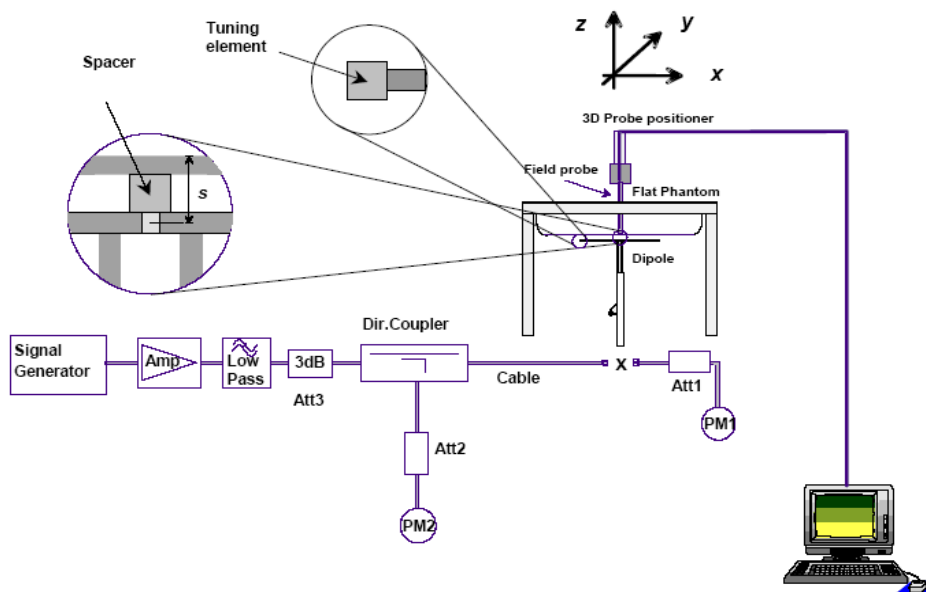 Tuning
element
Spacer
s
z
y
x
3D Probe positioner
Field probe
Flat Phantom
Dipole
Dir.Coupler
Signal
Generator
Amp
Low
Pass
3dB
Att3
Cable
x
Att1
PM1
Att2
PM2